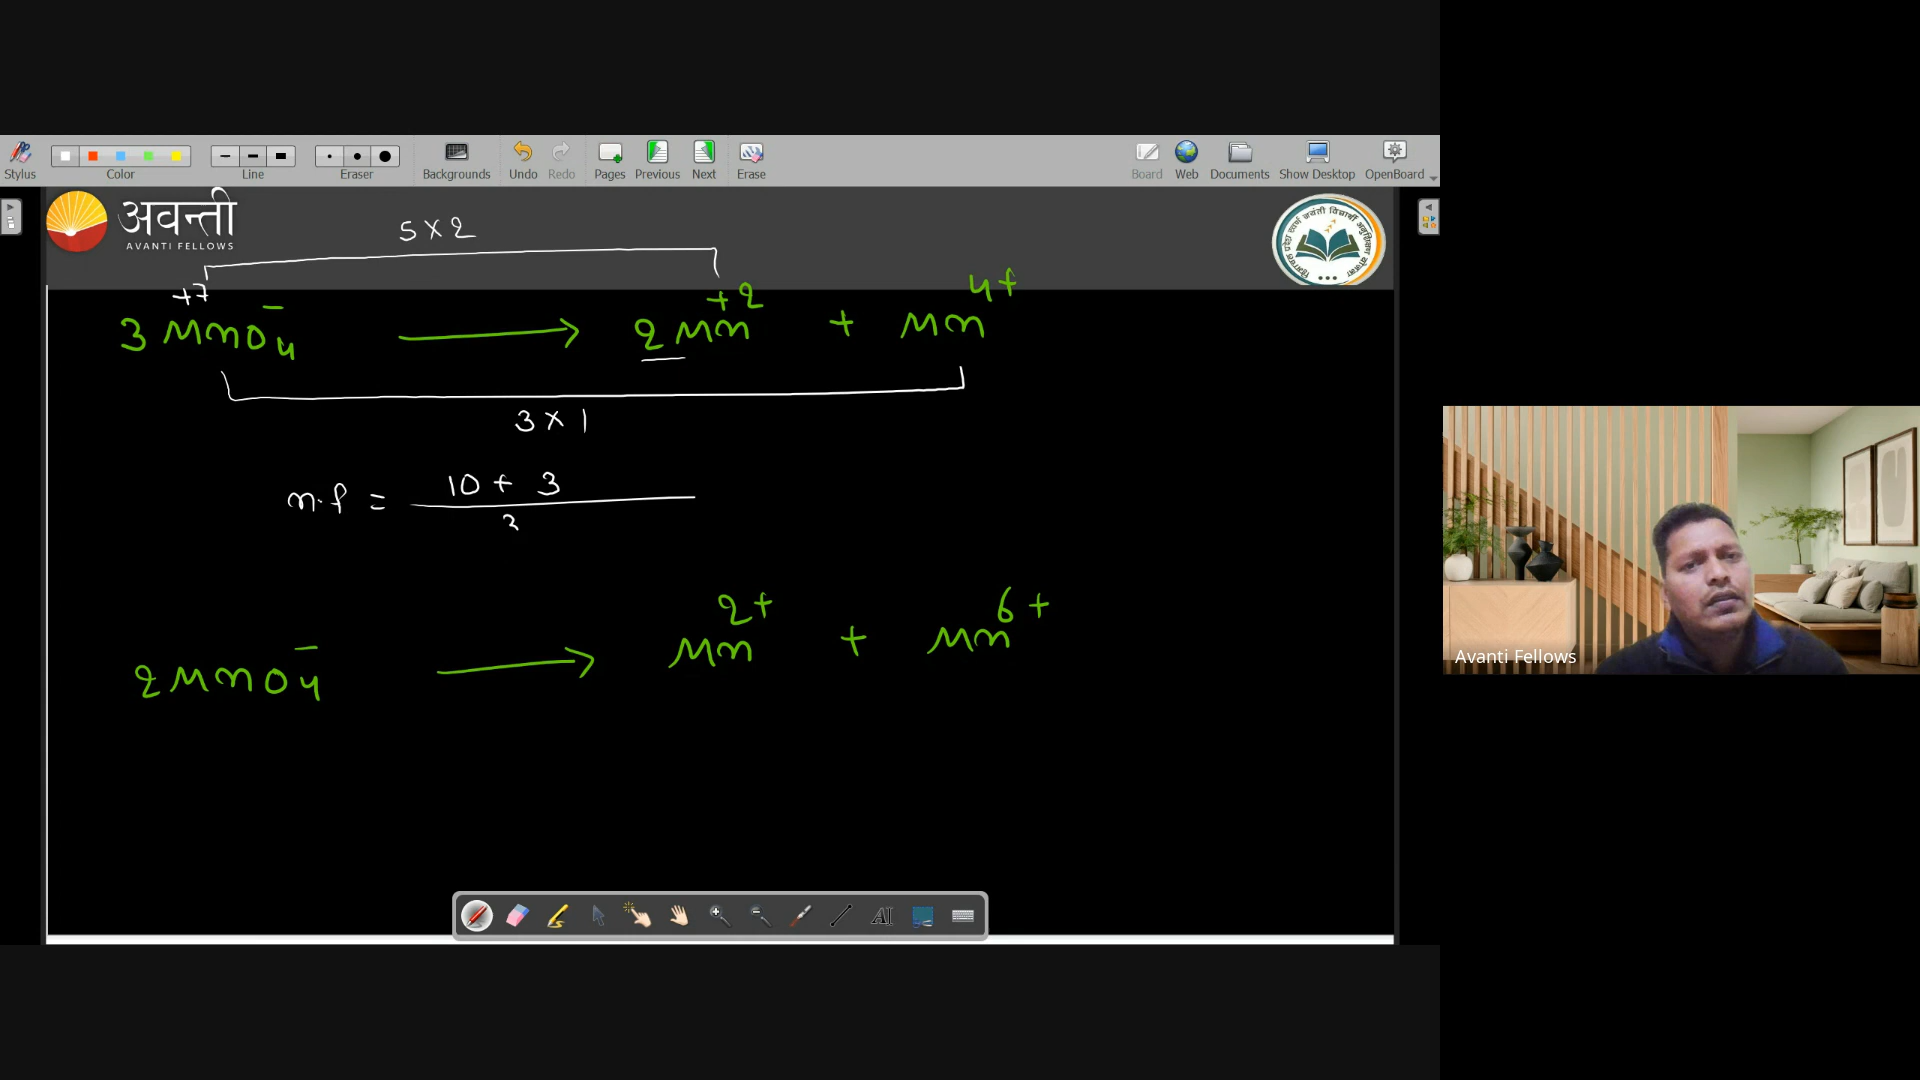 Stylus Color Line Eraser Backgrounds Undo Redo Pages Previous Next Erase Board Web Documents Show Desktop OpenBoard
अवन्ती
AVANTI FELLOWS
5 × 2
+7
3 MnO4⁻ → 2 Mn⁺² + Mn⁴⁺
3 × 1
n.f = 10 + 3
3
2 MnO4⁻ → Mn²⁺ + Mn⁶⁺
Avanti Fellows